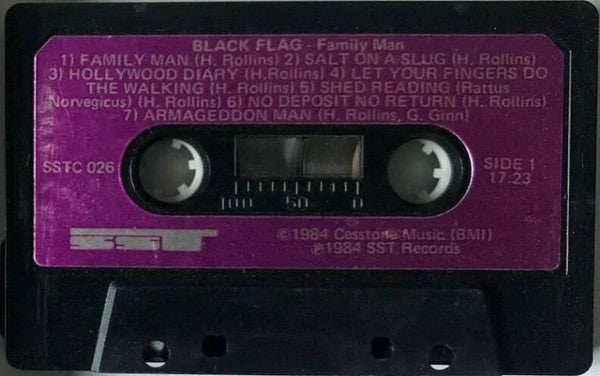 BLACK FLAG - Family Man
1) FAMILY MAN (H. Rollins) 2) SALT ON A SLUG (H. Rollins)
3) HOLLYWOOD DIARY (H.Rollins) 4) LET YOUR FINGERS DO
THE WALKING (H. Rollins) 5) SHED READING (Rattus
Norvegicus) (H. Rollins) 6) NO DEPOSIT NO RETURN (H. Rollins)
7) ARMAGEDDON MAN (H. Rollins, G. Ginn)
SSTC 026
SIDE 1
17:23
100 50 0
SST
©1984 Cesstone Music (BMI)
℗1984 SST Records